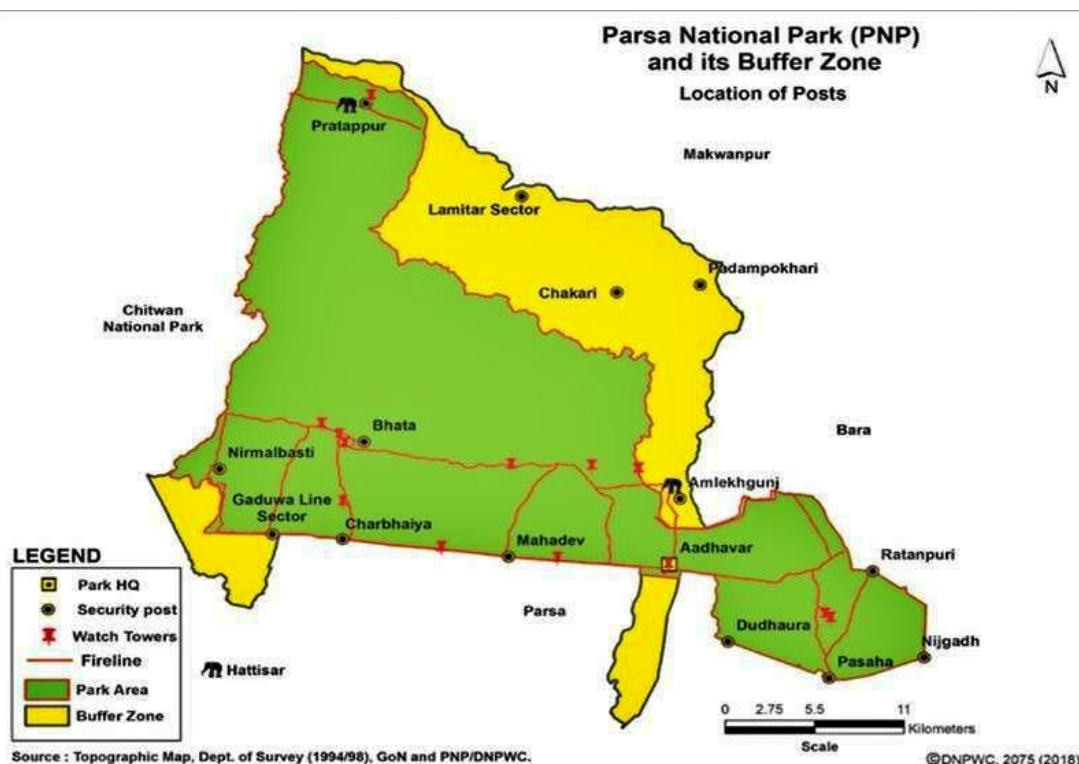 Parsa National Park (PNP)
and its Buffer Zone
Location of Posts
N
Pratappur
Makwanpur
Lamitar Sector
Padampokhari
Chakari
Chitwan
National Park
Bhata
Bara
Nirmalbasti
Amlekhgunj
Gaduwa Line
Sector
Charbhaiya
Mahadev
Aadhavar
Ratanpuri
LEGEND
Park HQ
Security post
Watch Towers
Fireline
Park Area
Buffer Zone
Parsa
Hattisar
Dudhaura
Nijgadh
Pasaha
0 2.75 5.5 11
Kilometers
Scale
Source : Topographic Map, Dept. of Survey (1994/98), GoN and PNP/DNPWC.
©DNPWC, 2075 (2018)